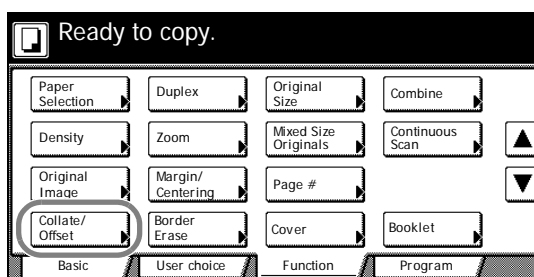 Ready to copy.
Paper Selection
Duplex
Original Size
Combine
Density
Zoom
Mixed Size Originals
Continuous Scan
Original Image
Margin/ Centering
Page #
Collate/ Offset
Border Erase
Cover
Booklet
Basic
User choice
Function
Program